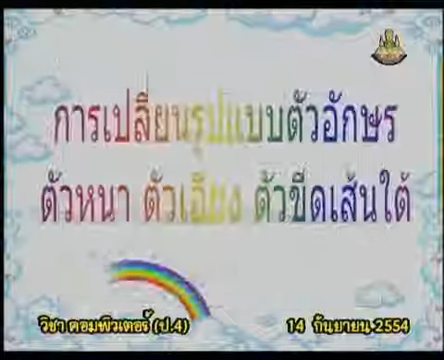 การเปลี่ยนรูปแบบตัวอักษร
ตัวหนา ตัวเอียง ตัวขีดเส้นใต้
วิชา คอมพิวเตอร์ (ป.4)
14 กันยายน 2554